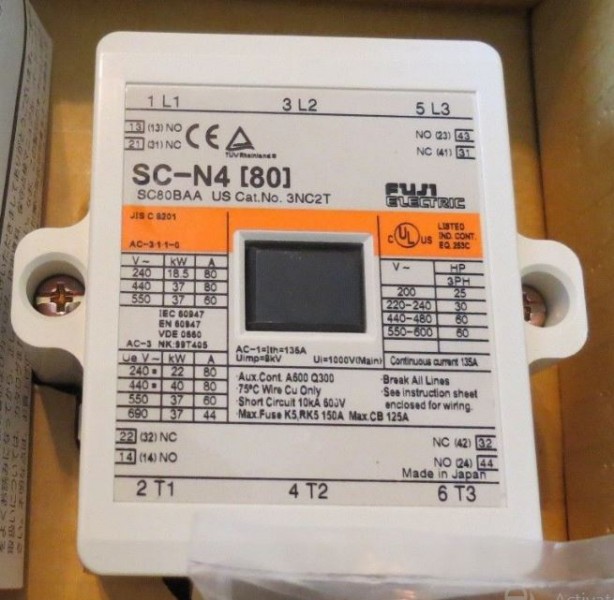 1 L1 3 L2 5 L3
13 (13) NO
21 (31) NC
CE
TÜV Rheinland
NO (23) 43
NC (41) 31
SC-N4 [80]
SC80BAA US Cat.No. 3NC2T
FUJI
ELECTRIC
JIS C 8201
AC-3·1·1-0
V~ kW A
240 18.5 80
440 37 80
550 37 60
IEC 60947
EN 60947
VDE 0660
AC-3 NK:99T405
Ue V~ kW A
240 22 80
440 40 80
550 37 60
690 37 44
C UL US
LISTED
IND. CONT.
EQ. 253C
V~ HP
3PH
200 25
220-240 30
440-480 60
550-600 60
AC-1=Ith=135A
Uimp=8kV Ui=1000V(Main)
Continuous current 135A
·Aux.Cont. A600 Q300
·75°C Wire Cu Only
·Short Circuit 10kA 600V
·Max.Fuse K5,RK5 150A Max.CB 125A
·Break All Lines
·See instruction sheet
enclosed for wiring.
22 (32) NC
14 (14) NO
NC (42) 32
NO (24) 44
Made in Japan
2 T1 4 T2 6 T3
Activat